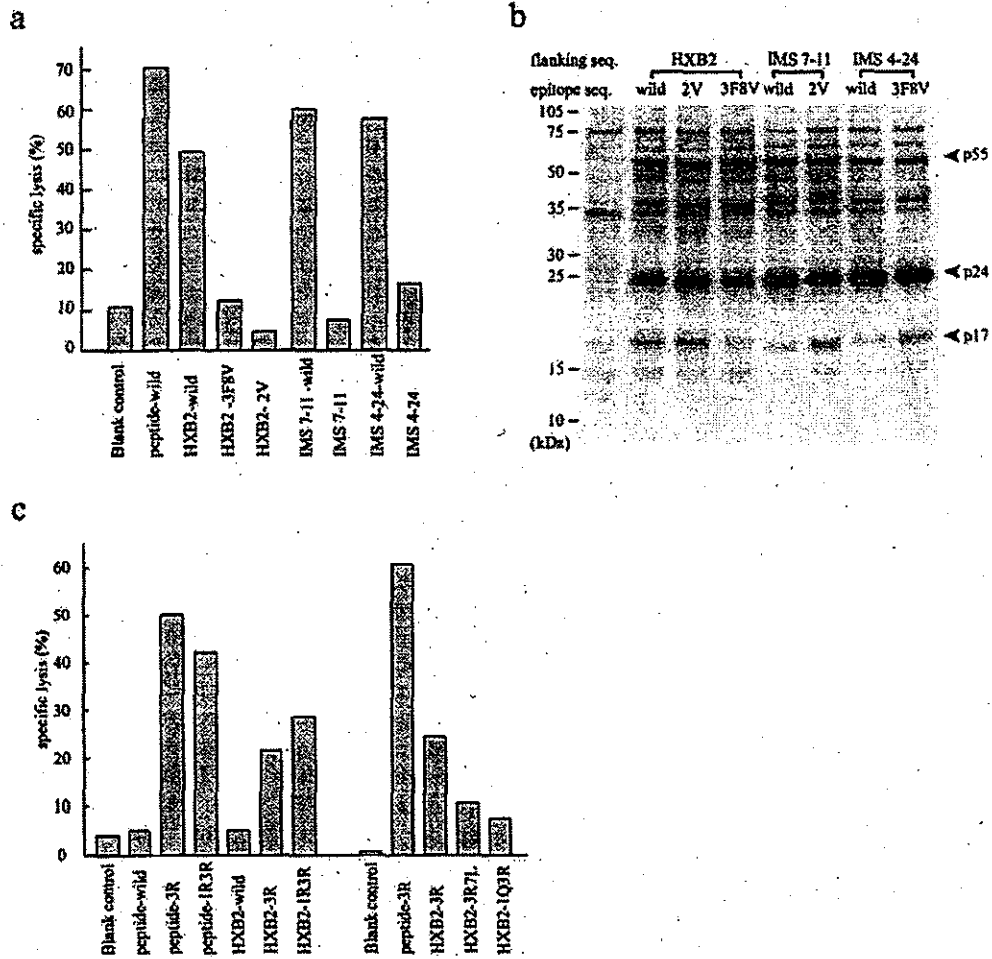 a
specific lysis (%)
70
60
50
40
30
20
10
0
Blank control
peptide-wild
HXB2-wild
HXB2 -3F8V
HXB2- 2V
IMS 7-11 -wild
IMS 7-11
IMS 4-24-wild
IMS 4-24
b
flanking seq. HXB2 IMS 7-11 IMS 4-24
epitope seq. wild 2V 3F8V wild 2V wild 3F8V
105
75
50
35
30
25
15
10
(kDa)
p55
p24
p17
c
specific lysis (%)
60
50
40
30
20
10
0
Blank control
peptide-wild
peptide-3R
peptide-1R3R
HXB2-wild
HXB2-3R
HXB2-1R3R
Blank control
peptide-3R
HXB2-3R
HXB2-3R7L
HXB2-1Q3R